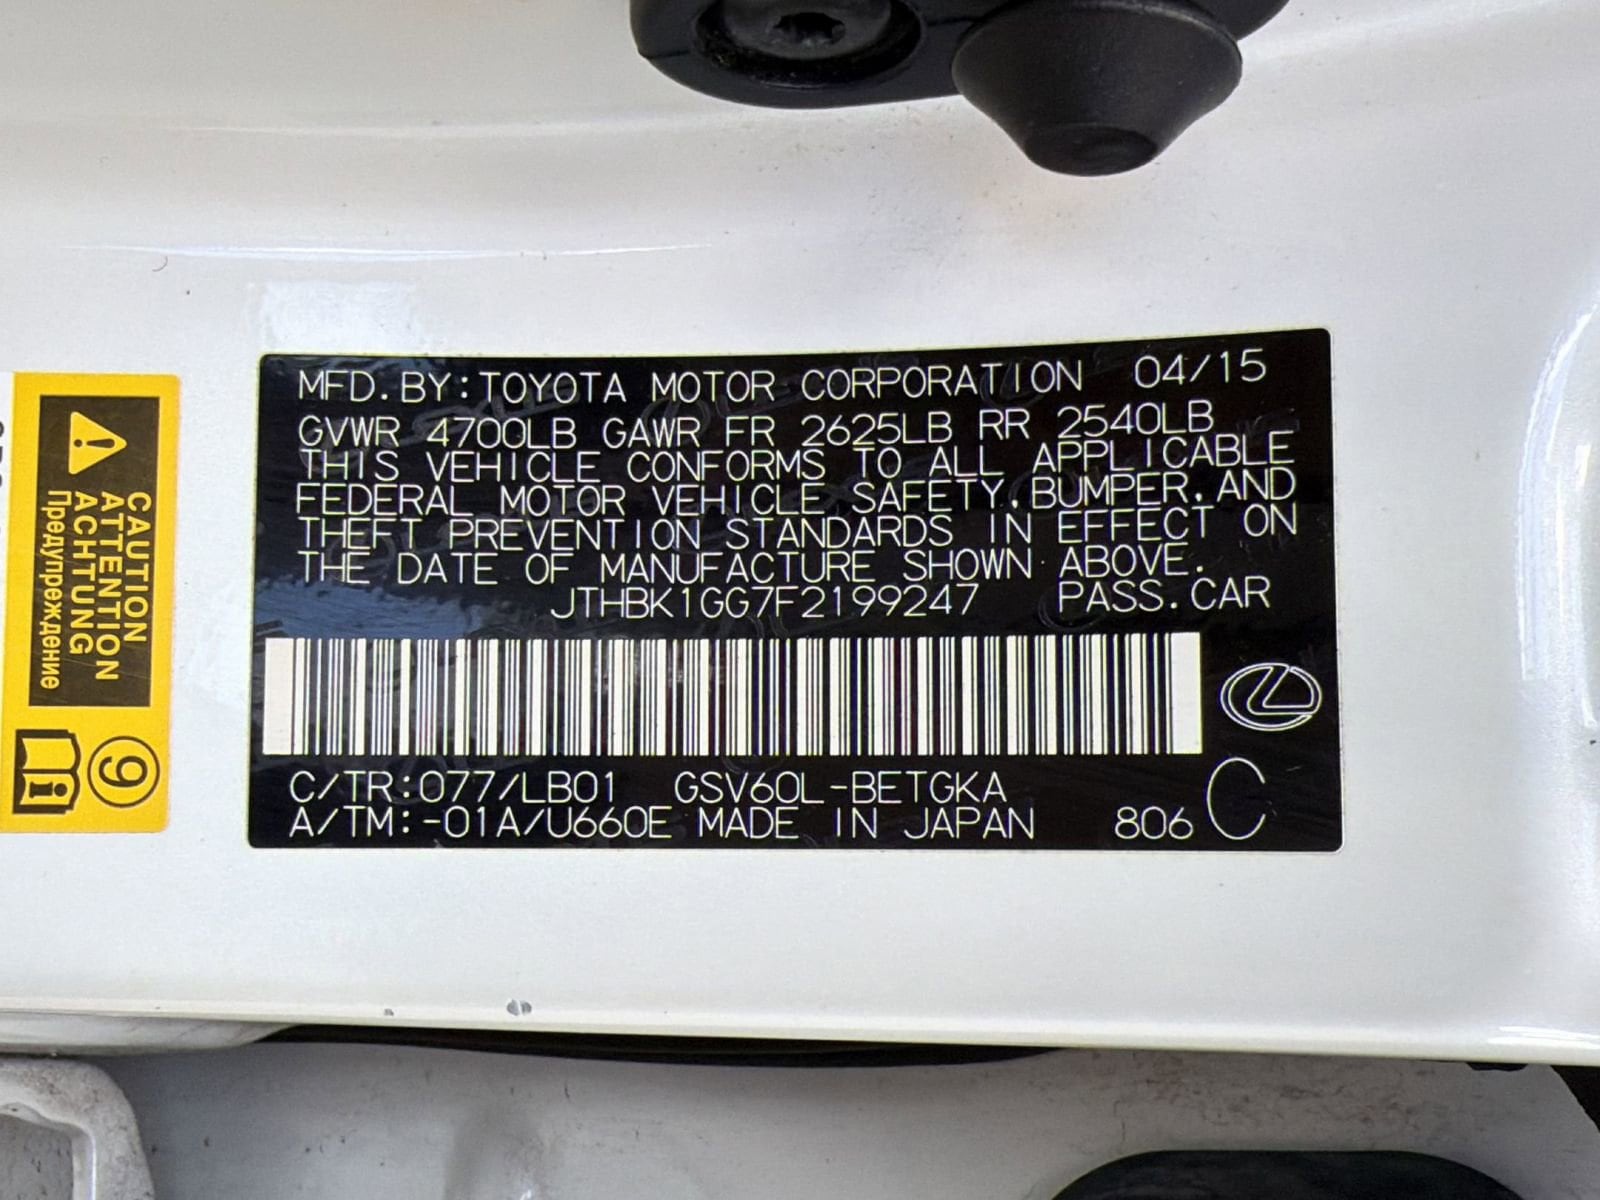 MFD.BY:TOYOTA MOTOR CORPORATION 04/15
GVWR 4700LB GAWR FR 2625LB RR 2540LB
THIS VEHICLE CONFORMS TO ALL APPLICABLE
FEDERAL MOTOR VEHICLE SAFETY,BUMPER,AND
THEFT PREVENTION STANDARDS IN EFFECT ON
THE DATE OF MANUFACTURE SHOWN ABOVE.
JTHBK1GG7F2199247 PASS.CAR
C/TR:077/LB01 GSV60L-BETGKA
A/TM:-01A/U660E MADE IN JAPAN 806 C
CAUTION
ATTENTION
ACHTUNG
Предупреждение
9